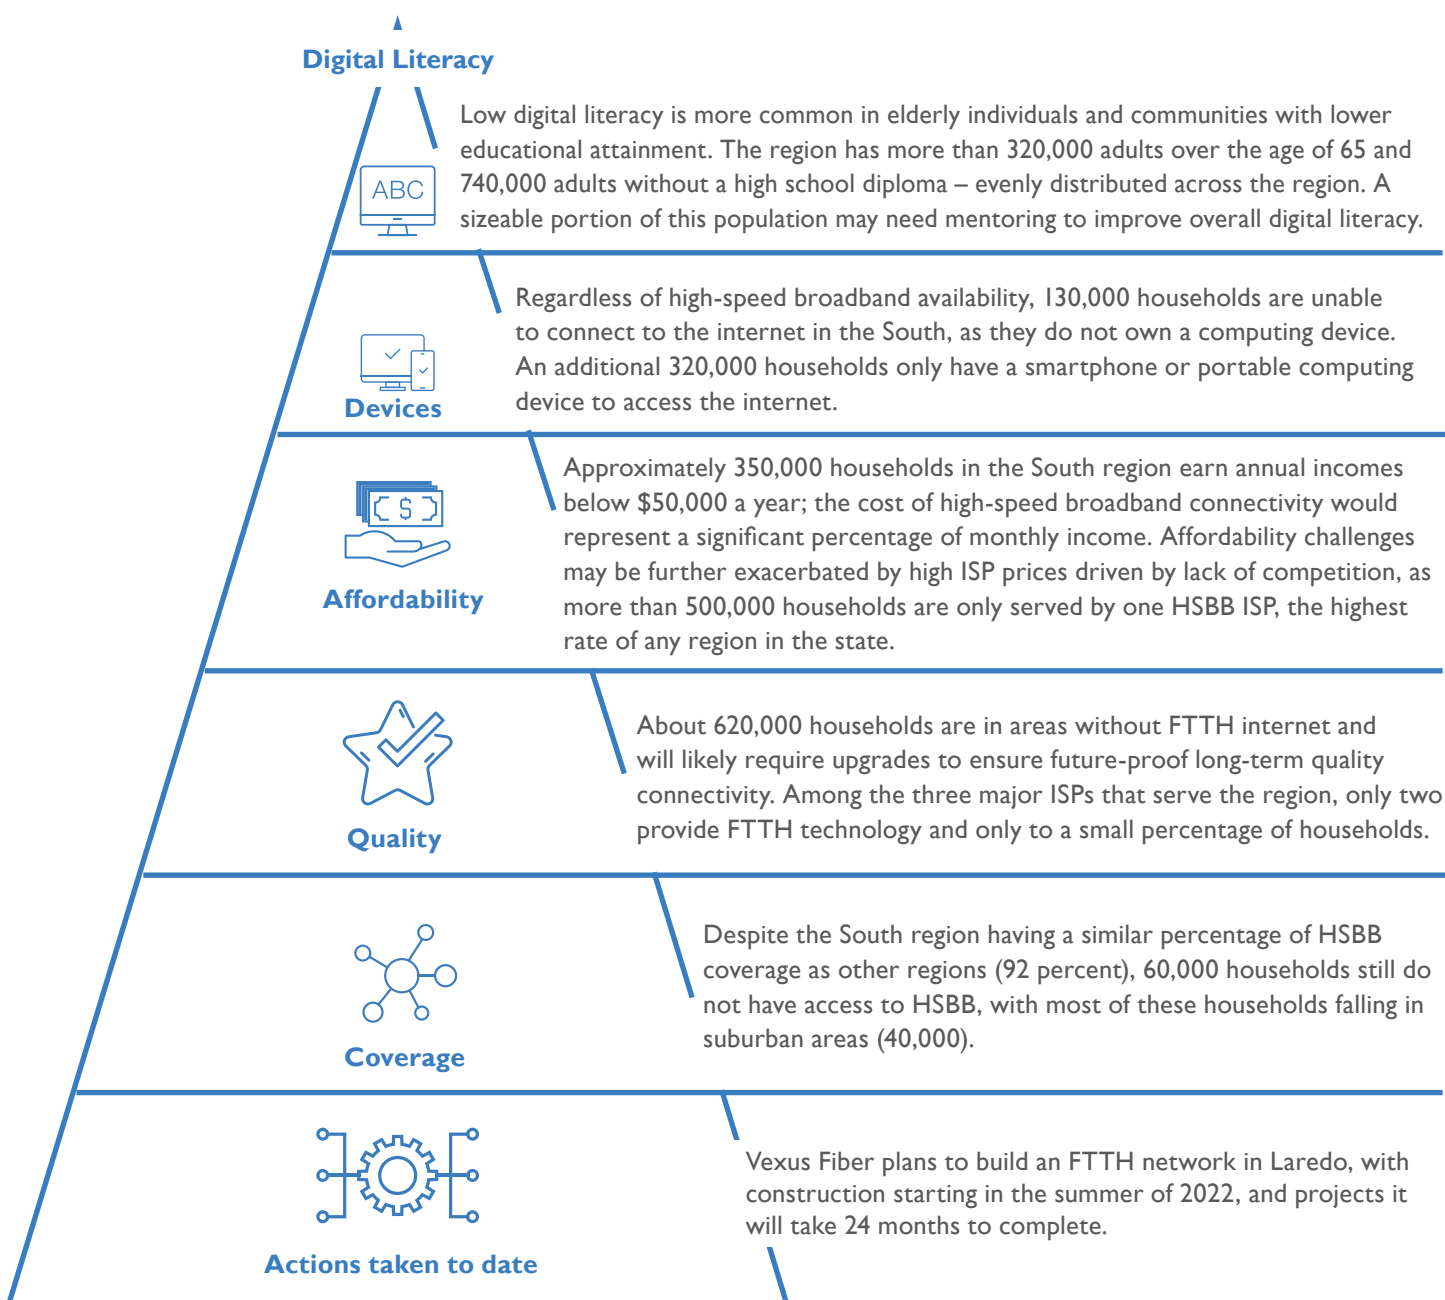 Digital Literacy
Low digital literacy is more common in elderly individuals and communities with lower
educational attainment. The region has more than 320,000 adults over the age of 65 and
740,000 adults without a high school diploma – evenly distributed across the region. A
sizeable portion of this population may need mentoring to improve overall digital literacy.
ABC
Regardless of high-speed broadband availability, 130,000 households are unable
to connect to the internet in the South, as they do not own a computing device.
An additional 320,000 households only have a smartphone or portable computing
device to access the internet.
Devices
Approximately 350,000 households in the South region earn annual incomes
below $50,000 a year; the cost of high-speed broadband connectivity would
represent a significant percentage of monthly income. Affordability challenges
may be further exacerbated by high ISP prices driven by lack of competition, as
more than 500,000 households are only served by one HSBB ISP, the highest
rate of any region in the state.
$
Affordability
About 620,000 households are in areas without FTTH internet and
will likely require upgrades to ensure future-proof long-term quality
connectivity. Among the three major ISPs that serve the region, only two
provide FTTH technology and only to a small percentage of households.
Quality
Despite the South region having a similar percentage of HSBB
coverage as other regions (92 percent), 60,000 households still do
not have access to HSBB, with most of these households falling in
suburban areas (40,000).
Coverage
Vexus Fiber plans to build an FTTH network in Laredo, with
construction starting in the summer of 2022, and projects it
will take 24 months to complete.
Actions taken to date